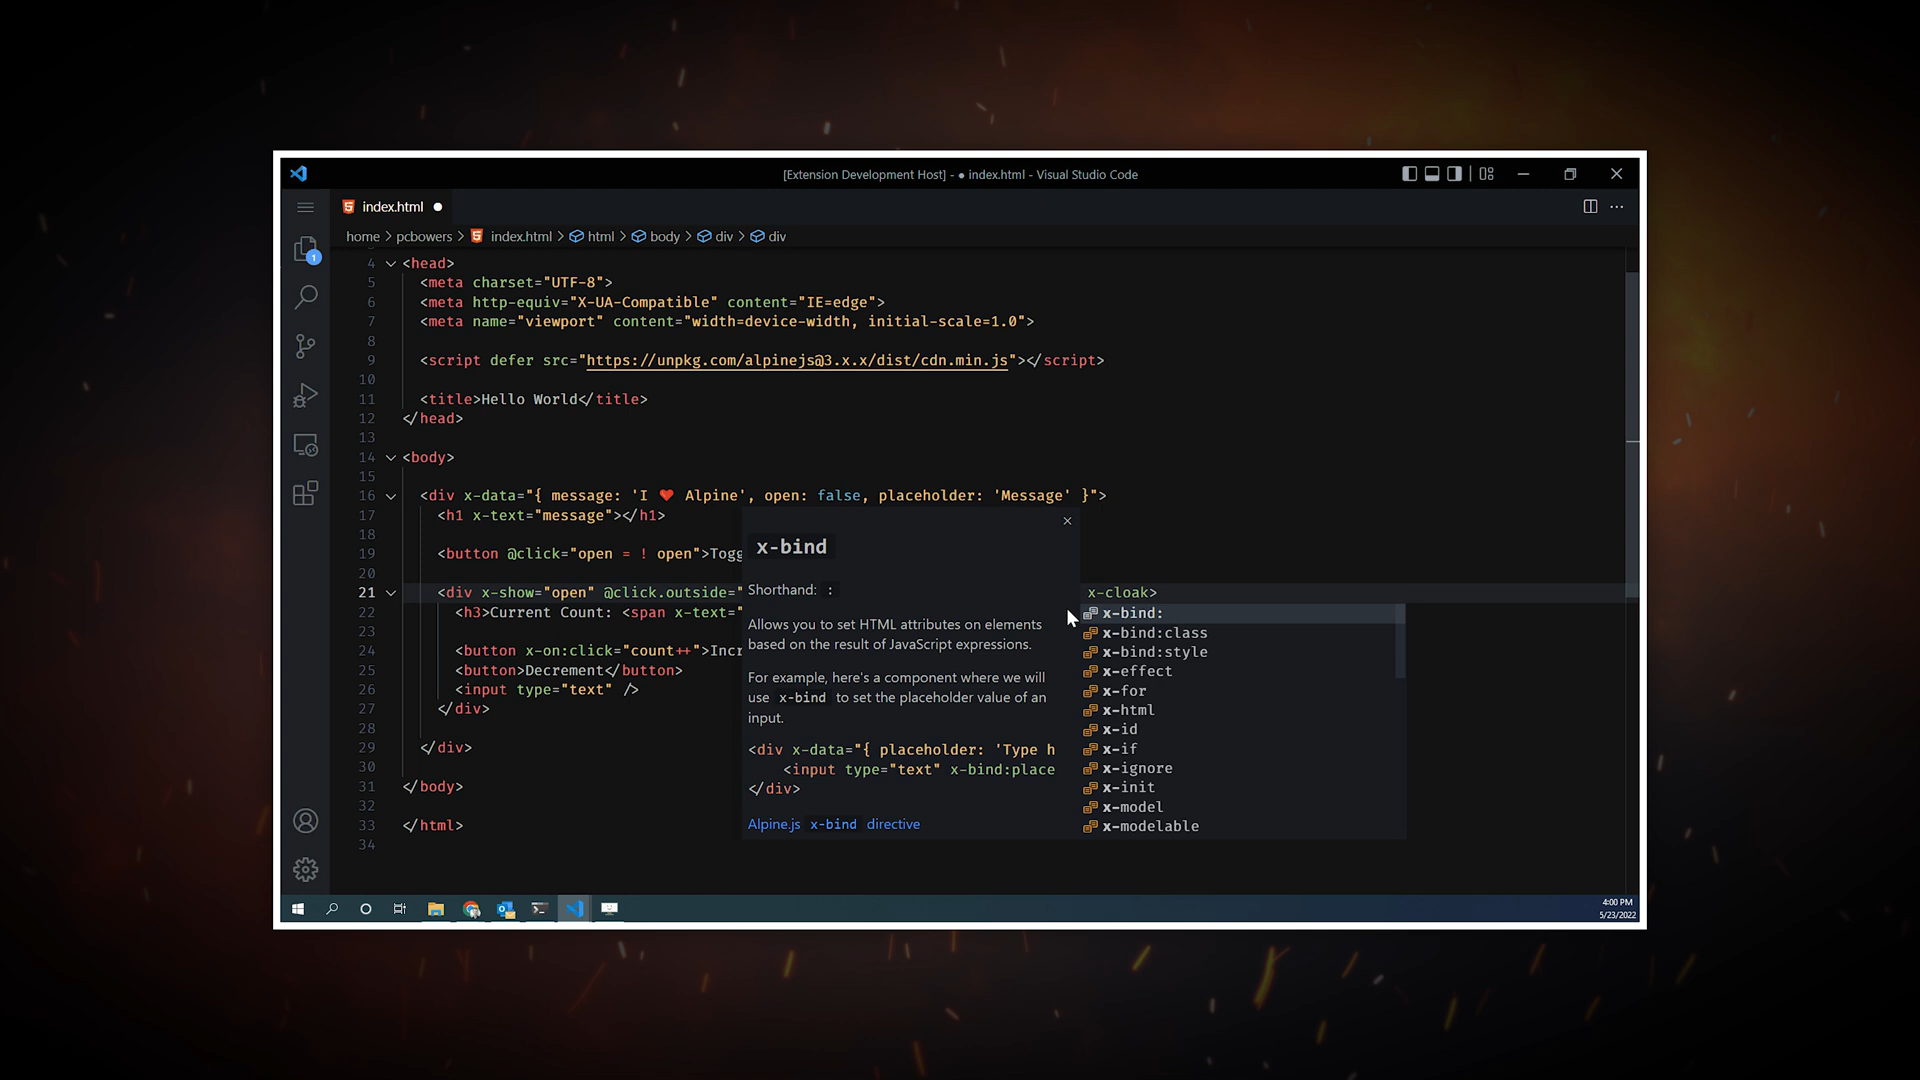 [Extension Development Host] - ● index.html - Visual Studio Code
index.html ●
home > pcbowers > index.html > html > body > div > div
1
4 <head>
5 <meta charset="UTF-8">
6 <meta http-equiv="X-UA-Compatible" content="IE=edge">
7 <meta name="viewport" content="width=device-width, initial-scale=1.0">
8
9 <script defer src="https://unpkg.com/alpinejs@3.x.x/dist/cdn.min.js"></script>
10
11 <title>Hello World</title>
12 </head>
13
14 <body>
15
16 <div x-data="{ message: 'I ❤️ Alpine', open: false, placeholder: 'Message' }">
17 <h1 x-text="message"></h1>
18
19 <button @click="open = ! open">Togg
20
21 <div x-show="open" @click.outside=" x-cloak>
22 <h3>Current Count: <span x-text="
23
24 <button x-on:click="count++">Incr
25 <button>Decrement</button>
26 <input type="text" />
27 </div>
28
29 </div>
30
31 </body>
32
33 </html>
34
x-bind
Shorthand: :
Allows you to set HTML attributes on elements
based on the result of JavaScript expressions.
For example, here's a component where we will
use x-bind to set the placeholder value of an
input.
<div x-data="{ placeholder: 'Type h
<input type="text" x-bind:place
</div>
Alpine.js x-bind directive
x-bind:
x-bind:class
x-bind:style
x-effect
x-for
x-html
x-id
x-if
x-ignore
x-init
x-model
x-modelable
4:00 PM
5/23/2022